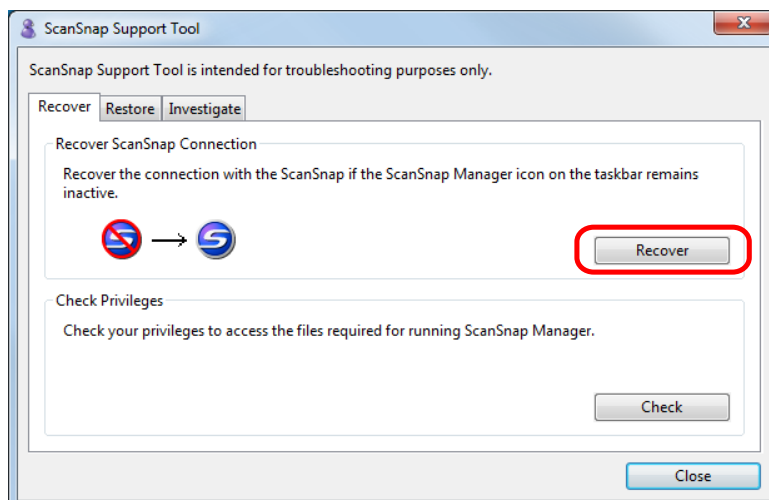 ScanSnap Support Tool
ScanSnap Support Tool is intended for troubleshooting purposes only.
Recover Restore Investigate
Recover ScanSnap Connection
Recover the connection with the ScanSnap if the ScanSnap Manager icon on the taskbar remains
inactive.
Recover
Check Privileges
Check your privileges to access the files required for running ScanSnap Manager.
Check
Close